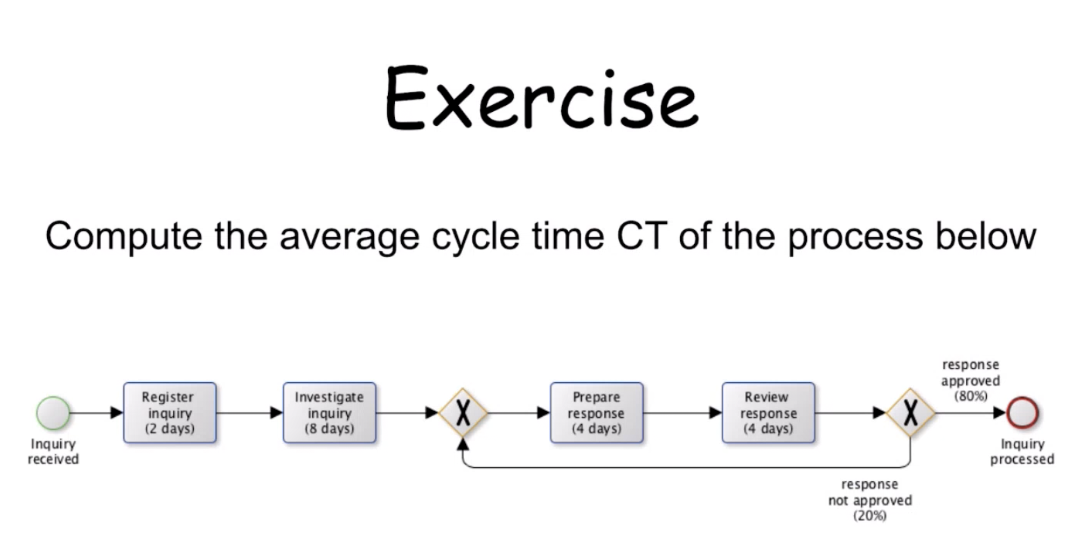 Exercise
Compute the average cycle time CT of the process below
Inquiry
received
Register
inquiry
(2 days)
Investigate
inquiry
(8 days)
X
Prepare
response
(4 days)
Review
response
(4 days)
X
response
approved
(80%)
Inquiry
processed
response
not approved
(20%)